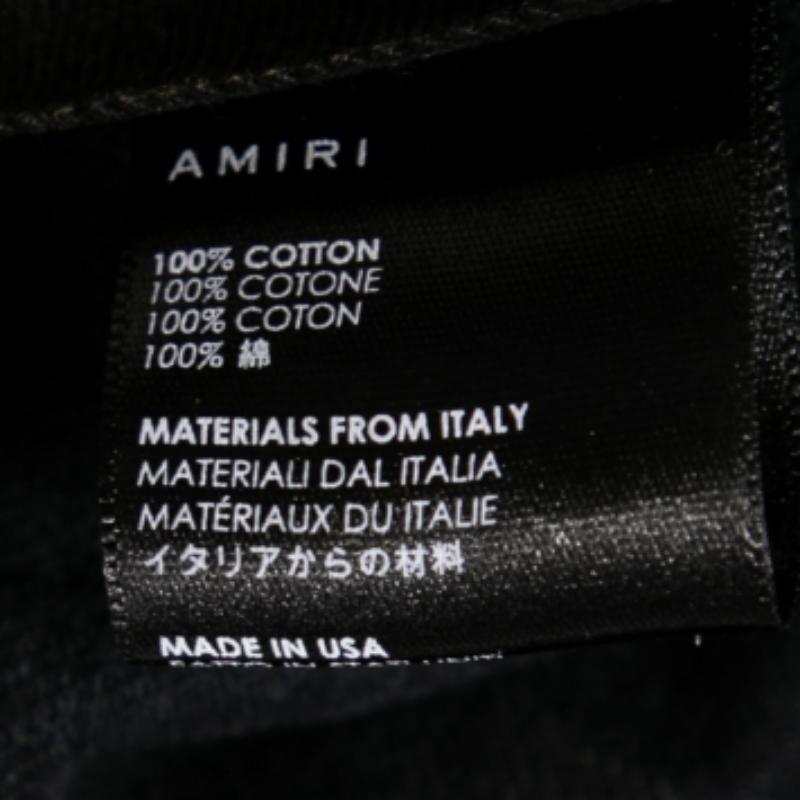 AMIRI
100% COTTON
100% COTONE
100% COTON
100% 綿
MATERIALS FROM ITALY
MATERIALI DAL ITALIA
MATÉRIAUX DU ITALIE
イタリアからの材料
MADE IN USA